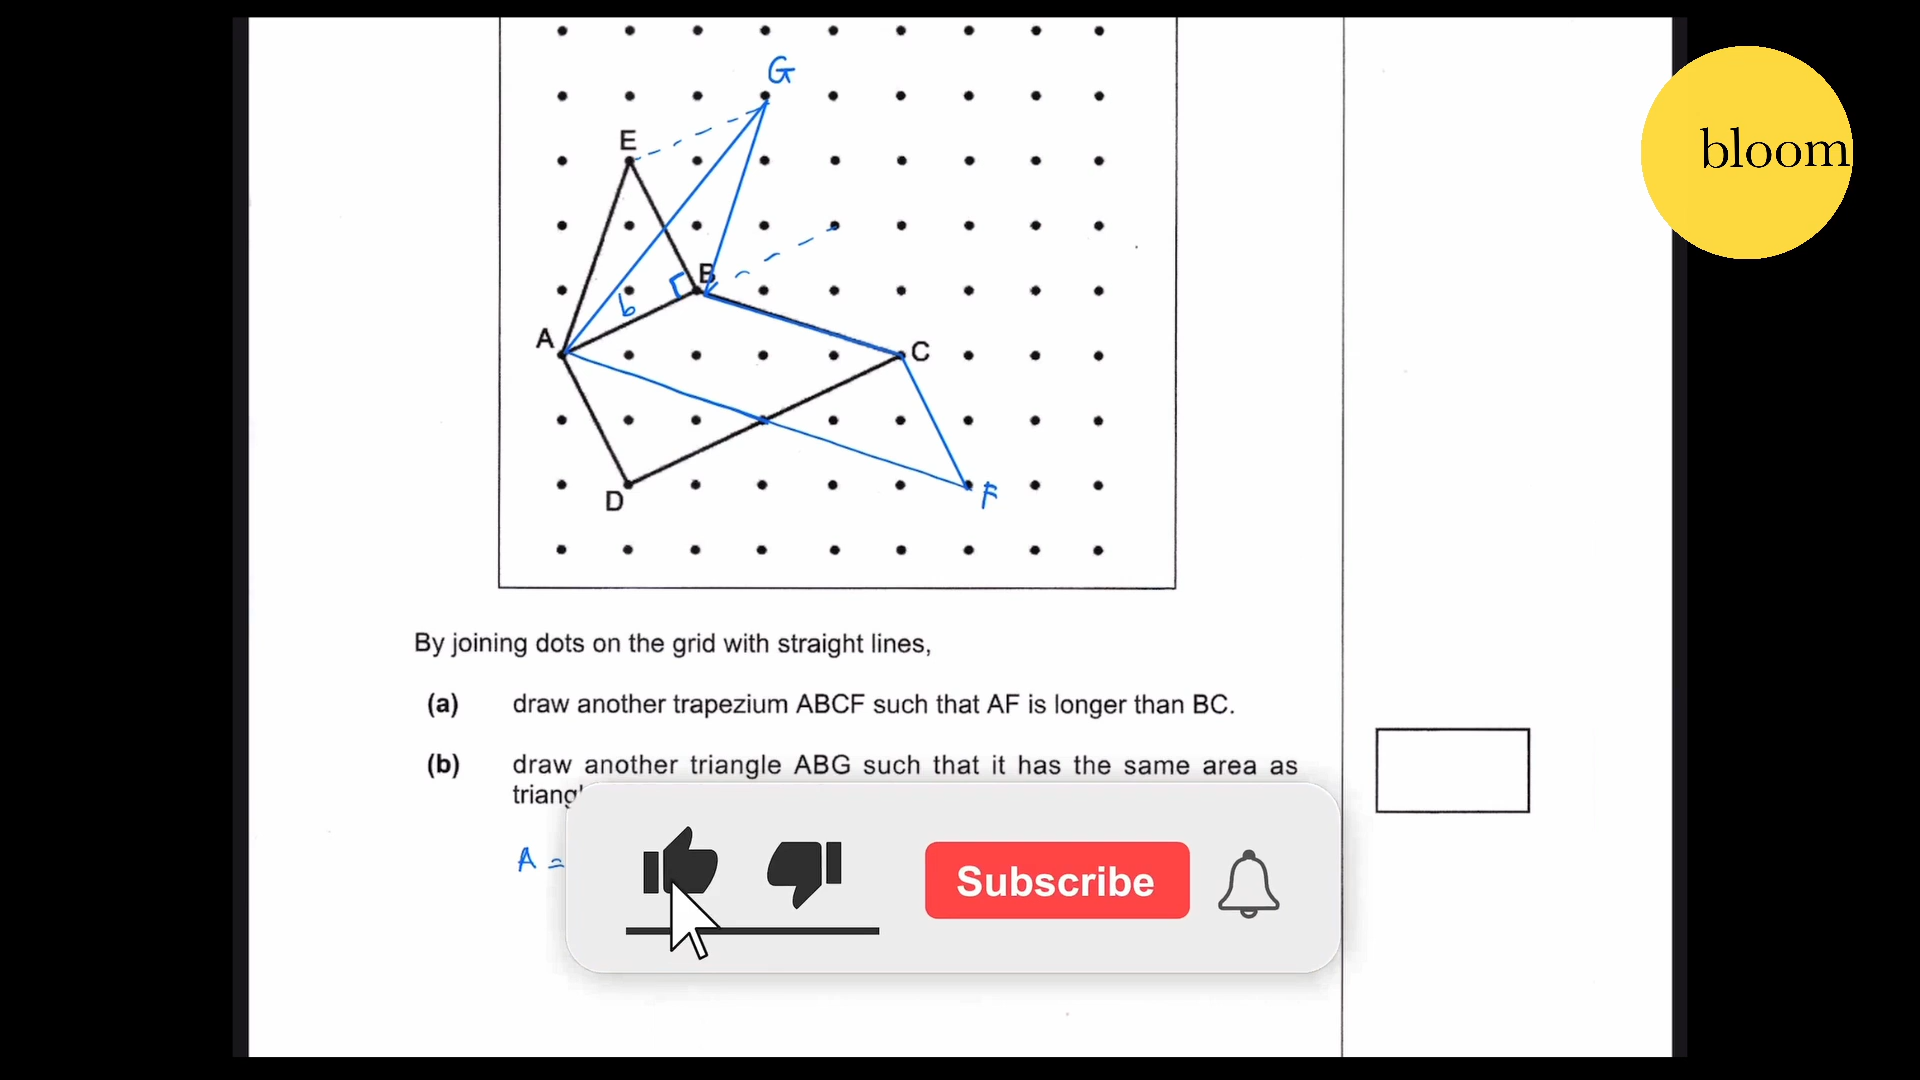 G
bloom
E
B
b
A
C
D
F
By joining dots on the grid with straight lines,
(a) draw another trapezium ABCF such that AF is longer than BC.
(b) draw another triangle ABG such that it has the same area as
A =
Subscribe